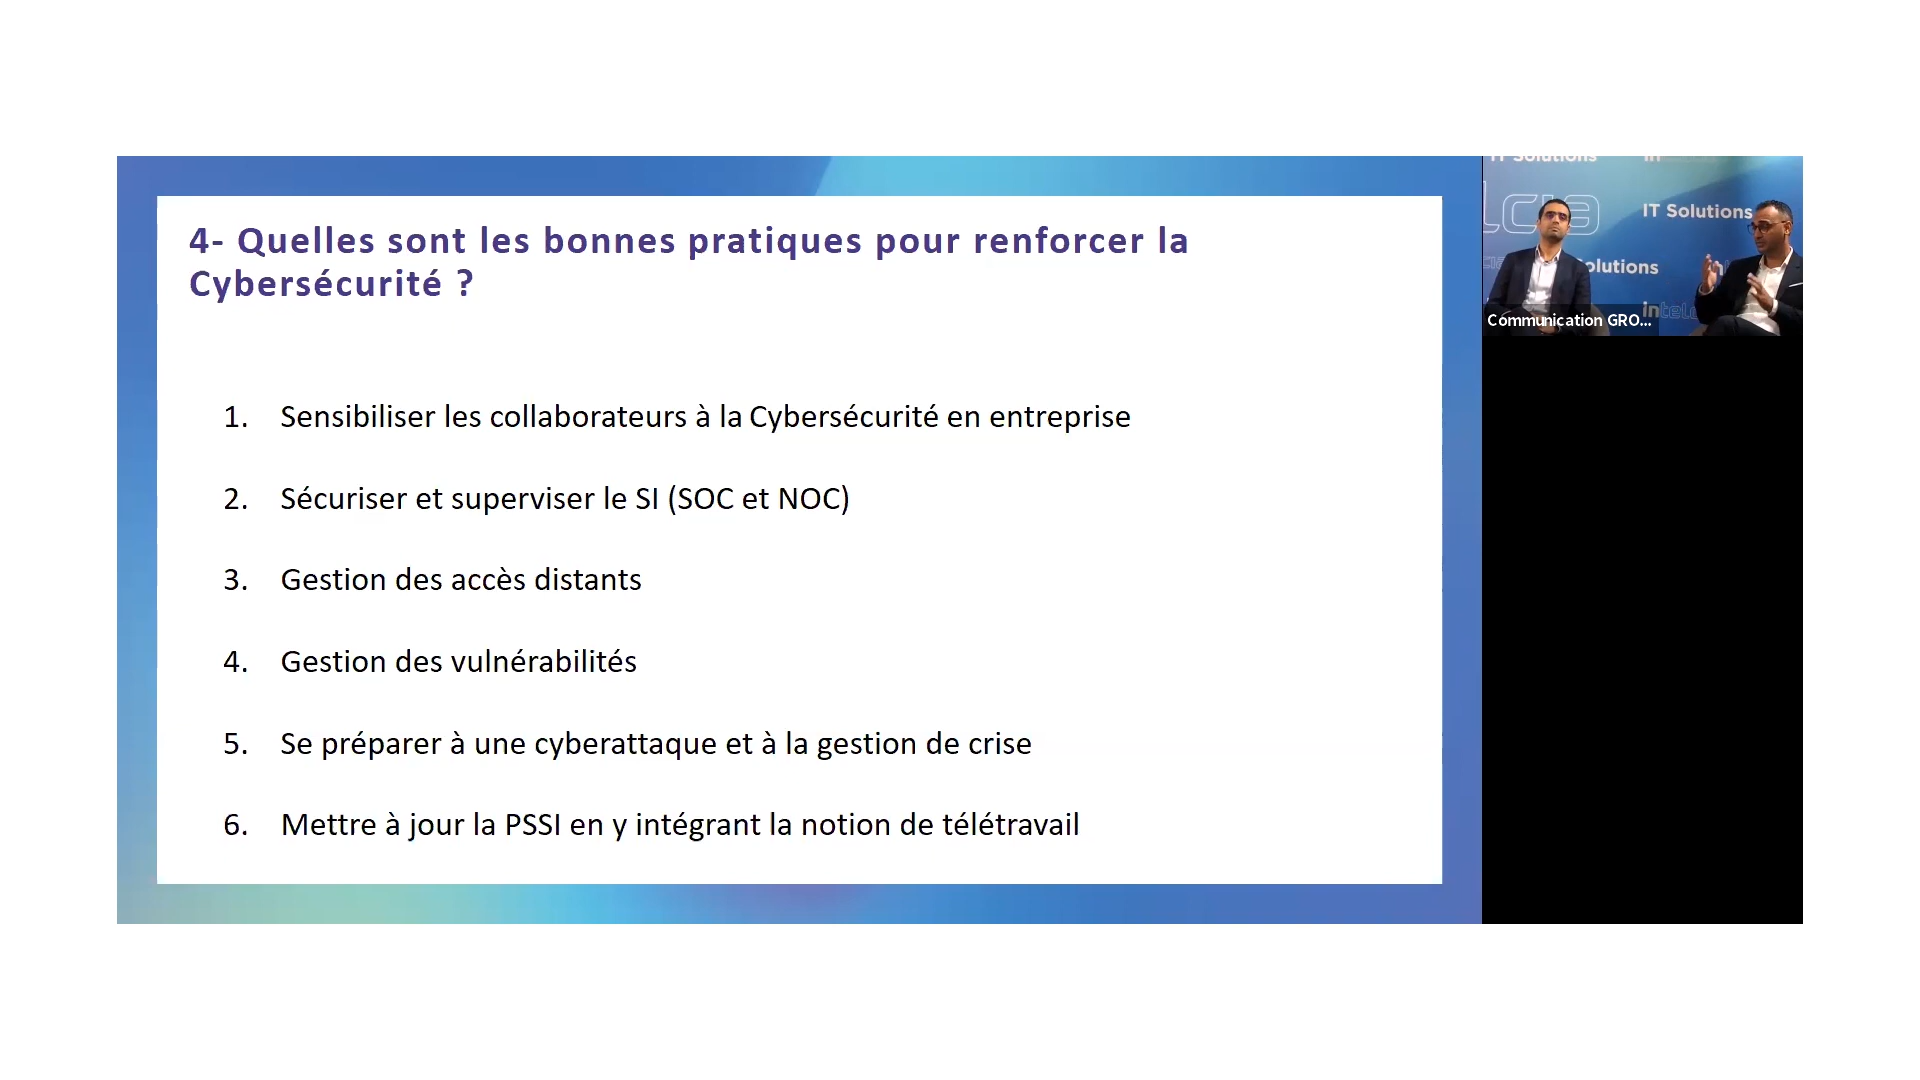 4- Quelles sont les bonnes pratiques pour renforcer la
Cybersécurité ?
1. Sensibiliser les collaborateurs à la Cybersécurité en entreprise
2. Sécuriser et superviser le SI (SOC et NOC)
3. Gestion des accès distants
4. Gestion des vulnérabilités
5. Se préparer à une cyberattaque et à la gestion de crise
6. Mettre à jour la PSSI en y intégrant la notion de télétravail
IT Solutions
IT Solutions
Communication GRO...